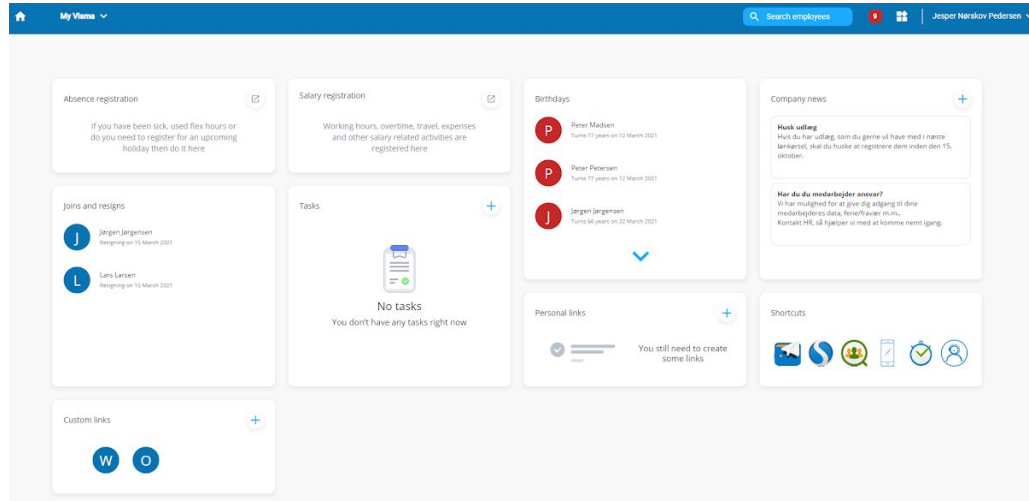 My Visma
Search employees
9
Jesper Nørskov Pedersen
Absence registration
If you have been sick, used flex hours or
do you need to register for an upcoming
holiday then do it here
Salary registration
Working hours, overtime, travel, expenses
and other salary related activities are
registered here
Birthdays
P
Peter Madsen
Turns 77 years on 12 March 2021
P
Peter Petersen
Turns 77 years on 12 March 2021
J
Jørgen Jørgensen
Turns 66 years on 22 March 2021
Company news
Husk udlæg
Hvis du har udlæg, som du gerne vil have med i næste
lønkørsel, skal du huske at registrere dem inden den 15.
oktober.
Har du du medarbejder ansvar?
Vi har mulighed for at give dig adgang til dine
medarbejderes data, ferie/fravær m.m..
Kontakt HR, så hjælper vi med at komme nemt igang.
Joins and resigns
J
Jørgen Jørgensen
Resigning on 15 March 2021
L
Lars Larsen
Resigning on 15 March 2021
Tasks
No tasks
You don't have any tasks right now
Personal links
You still need to create
some links
Shortcuts
Custom links
W
O